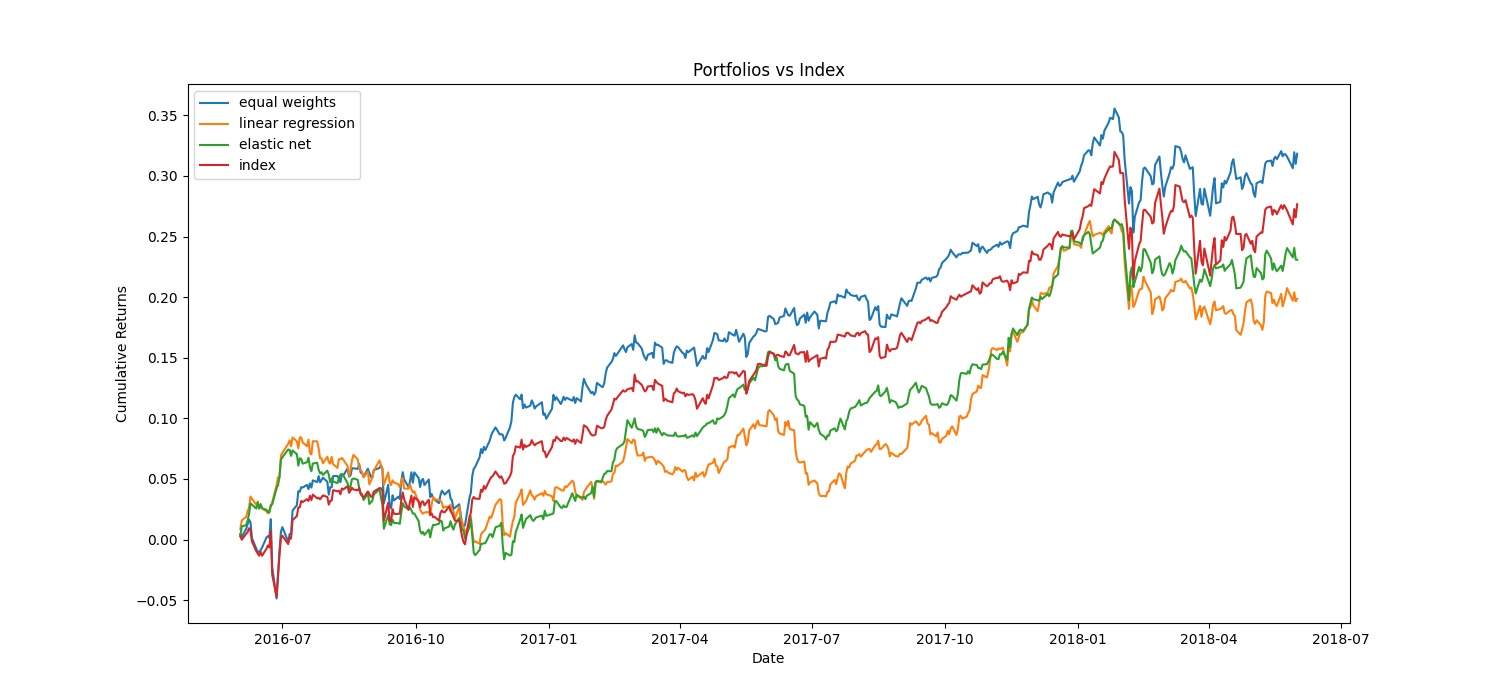 Portfolios vs Index
equal weights
linear regression
elastic net
index
0.35
0.30
0.25
0.20
0.15
0.10
0.05
0.00
−0.05
Cumulative Returns
2016-07
2016-10
2017-01
2017-04
2017-07
2017-10
2018-01
2018-04
2018-07
Date